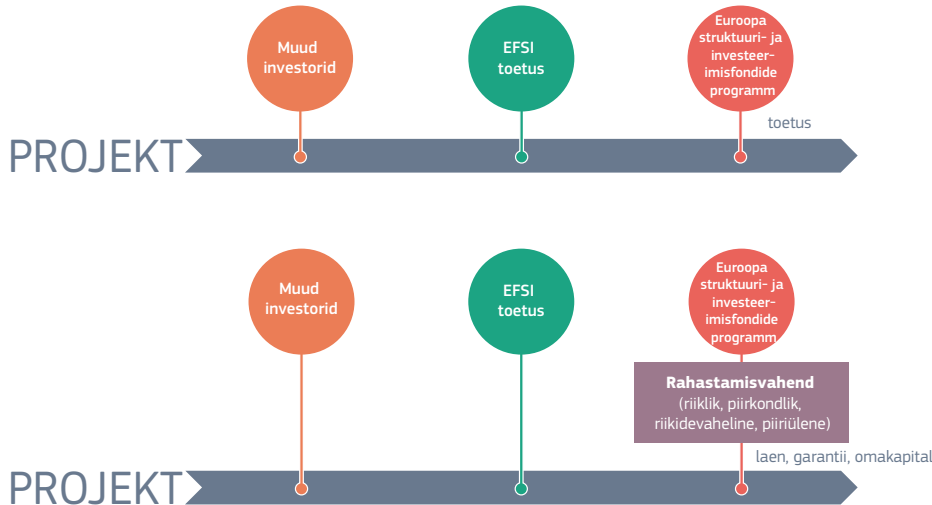 Muud
investorid
EFSI
toetus
Euroopa
struktuuri- ja
investeer-
imisfondide
programm
toetus
PROJEKT
Muud
investorid
EFSI
toetus
Euroopa
struktuuri- ja
investeer-
imisfondide
programm
Rahastamisvahend
(riiklik, piirkondlik,
riikidevaheline, piiriülene)
laen, garantii, omakapital
PROJEKT